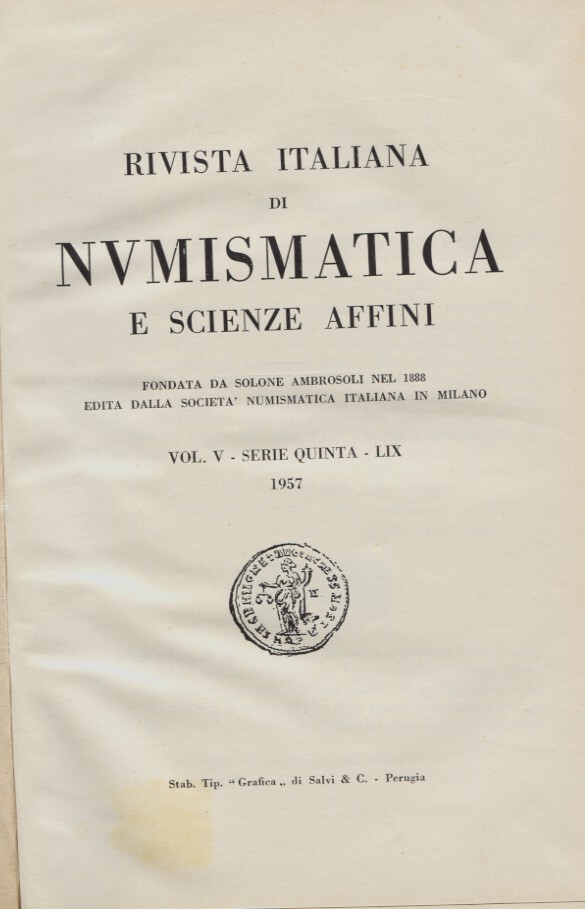 RIVISTA ITALIANA
DI
NVMISMATICA
E SCIENZE AFFINI
FONDATA DA SOLONE AMBROSOLI NEL 1888
EDITA DALLA SOCIETA' NUMISMATICA ITALIANA IN MILANO
VOL. V - SERIE QUINTA - LIX
1957
Stab. Tip. “Grafica„ di Salvi & C. - Perugia